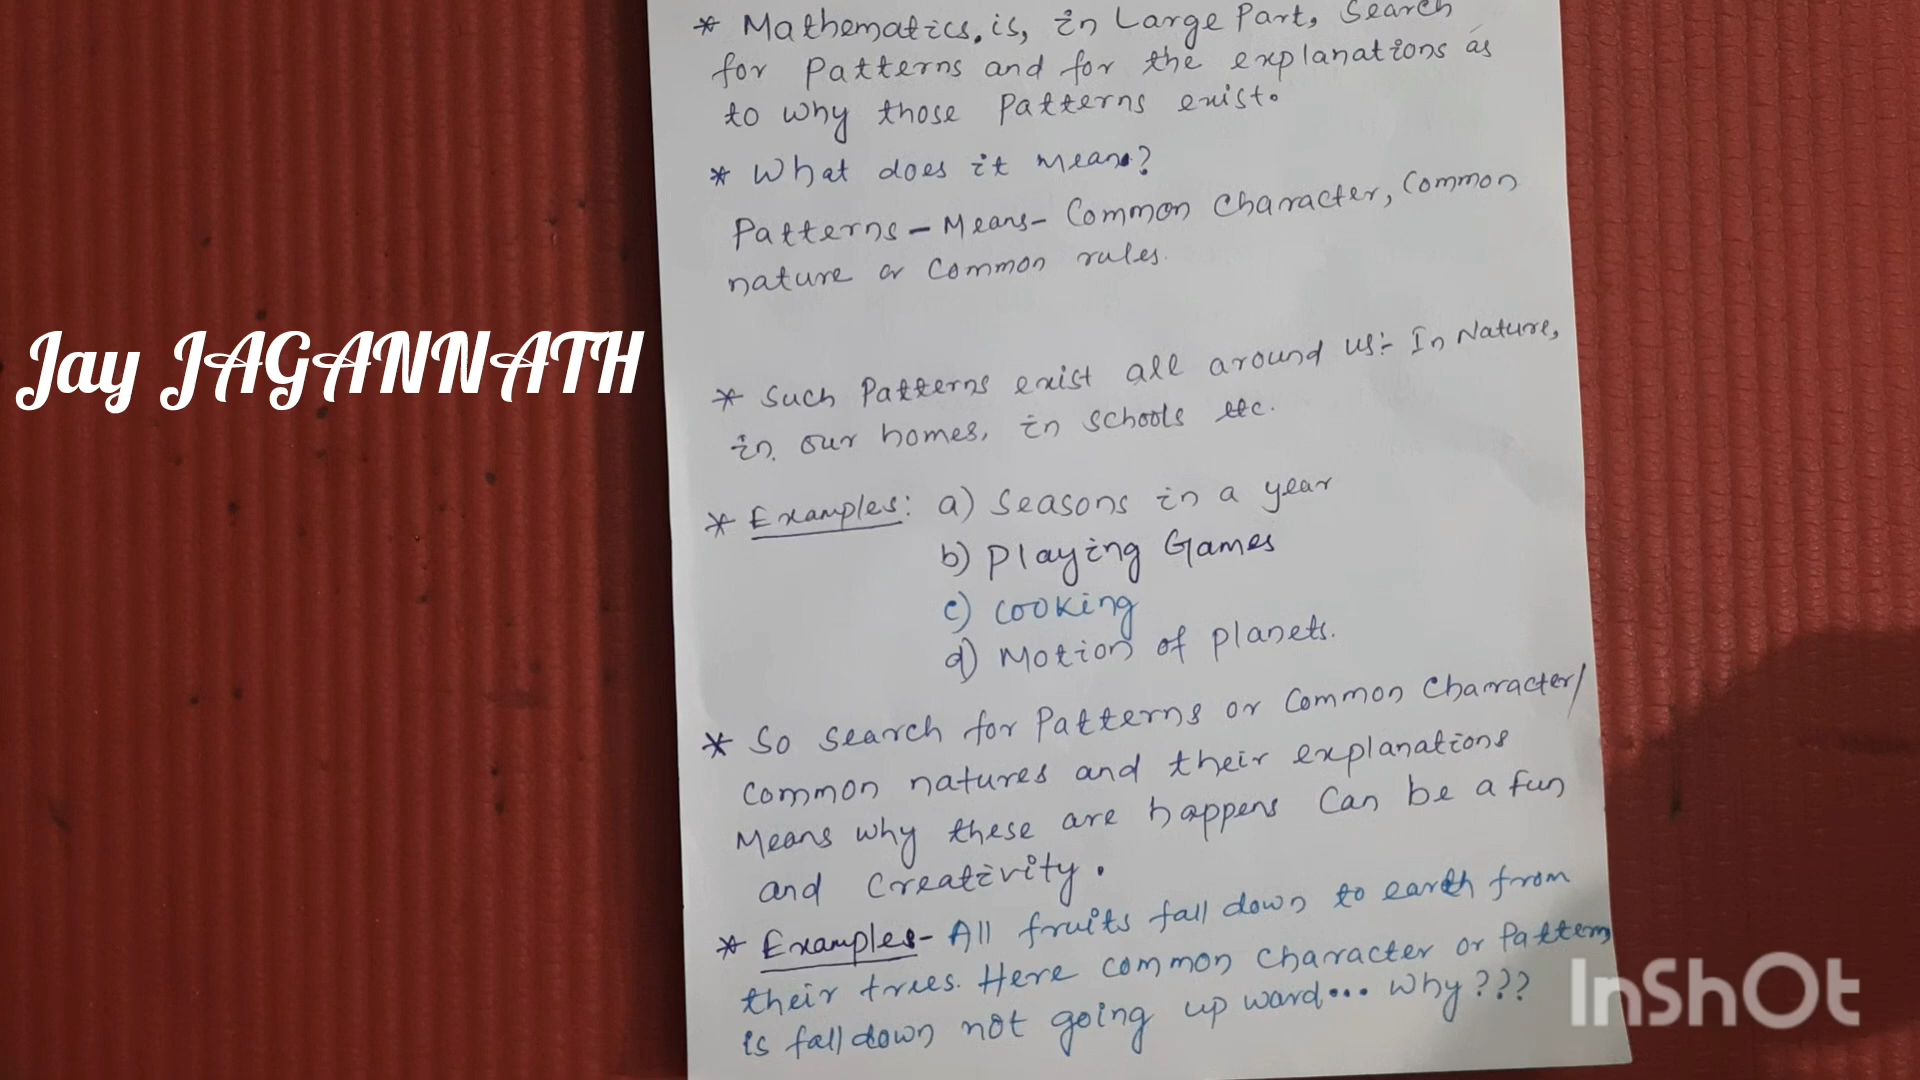 * Mathematics, is, in Large Part, Search
for Patterns and for the explanations as
to why those Patterns exist.
* What does it mean?
Patterns - Means - Common Character, Common
nature or Common rules.
Jay JAGANNATH
* Such Patterns exist all around us:- In Nature,
in our homes, in schools etc.
* Examples: a) Seasons in a year
b) Playing Games
c) Cooking
d) Motion of planets.
* So search for Patterns or Common Character/
Common natures and their explanations
Means why these are happens Can be a fun
and Creativity.
* Examples - All fruits fall down to earth from
their trees. Here common character or Pattern
is fall down not going up ward... Why???
InShOt